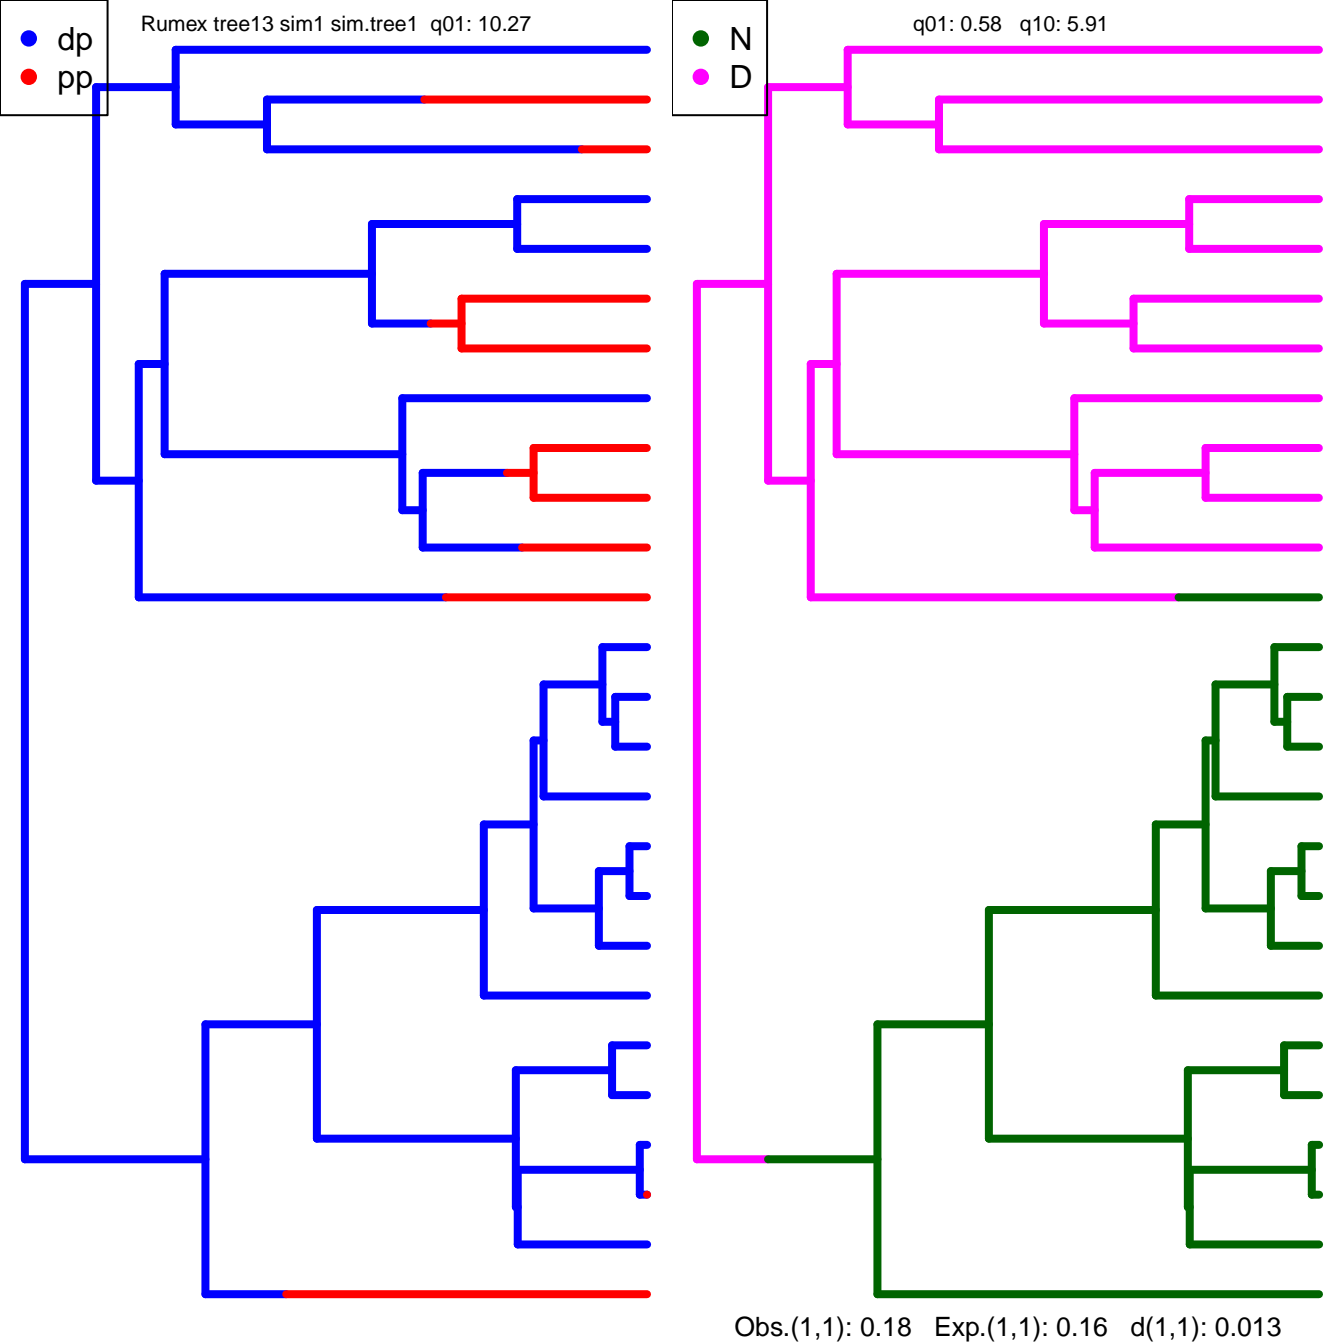 Rumex tree13 sim1 sim.tree1 q01: 10.27
dp
pp
q01: 0.58 q10: 5.91
N
D
Obs.(1,1): 0.18 Exp.(1,1): 0.16 d(1,1): 0.013